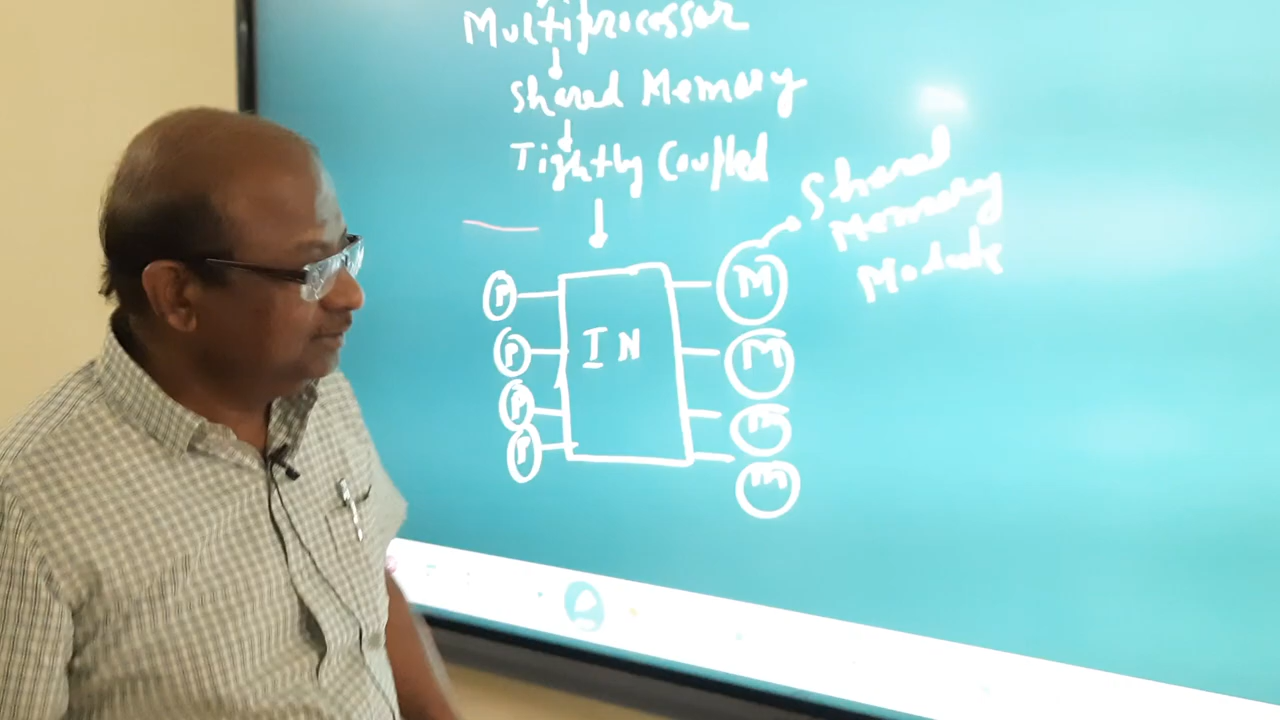 Multiprocessor
Shared Memory
Tightly Coupled
Shared
Memory
Module
P
M
IN
P
M
P
M
P
m